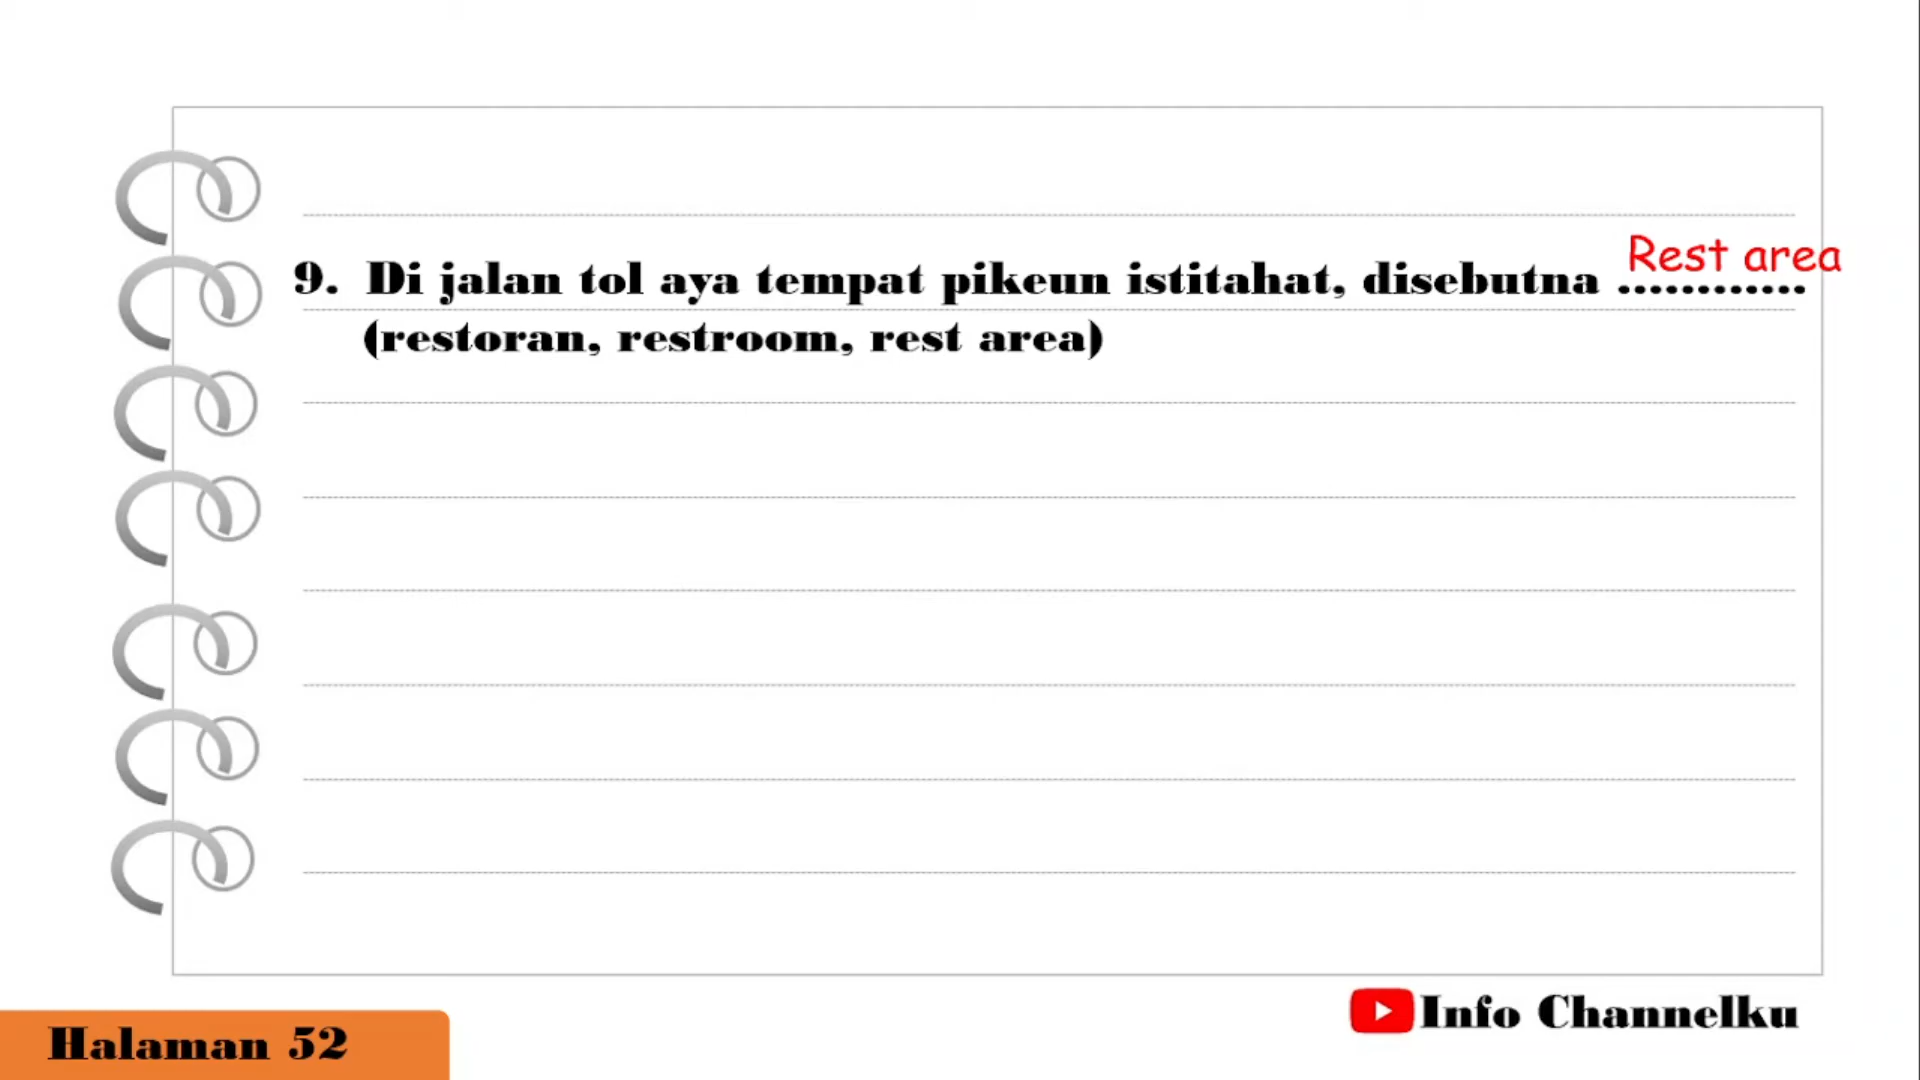 Rest area
9. Di jalan tol aya tempat pikeun istitahat, disebutna ............
(restoran, restroom, rest area)
Info Channelku
Halaman 52